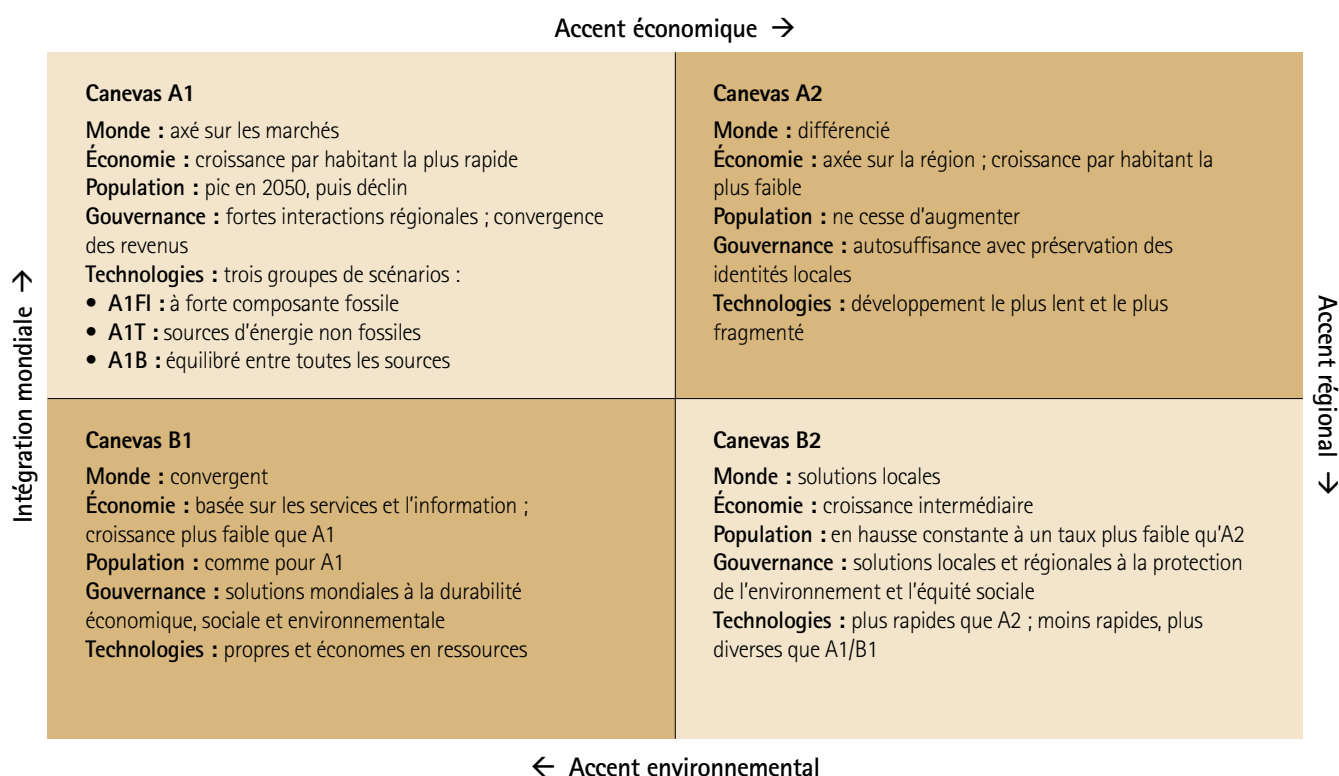 Accent économique →
Canevas A1
Monde : axé sur les marchés
Économie : croissance par habitant la plus rapide
Population : pic en 2050, puis déclin
Gouvernance : fortes interactions régionales ; convergence
des revenus
Technologies : trois groupes de scénarios :
• A1FI : à forte composante fossile
• A1T : sources d'énergie non fossiles
• A1B : équilibré entre toutes les sources
Canevas A2
Monde : différencié
Économie : axée sur la région ; croissance par habitant la
plus faible
Population : ne cesse d'augmenter
Gouvernance : autosuffisance avec préservation des
identités locales
Technologies : développement le plus lent et le plus
fragmenté
Intégration mondiale →
Accent régional →
Canevas B1
Monde : convergent
Économie : basée sur les services et l'information ;
croissance plus faible que A1
Population : comme pour A1
Gouvernance : solutions mondiales à la durabilité
économique, sociale et environnementale
Technologies : propres et économes en ressources
Canevas B2
Monde : solutions locales
Économie : croissance intermédiaire
Population : en hausse constante à un taux plus faible qu'A2
Gouvernance : solutions locales et régionales à la protection
de l'environnement et l'équité sociale
Technologies : plus rapides que A2 ; moins rapides, plus
diverses que A1/B1
← Accent environnemental